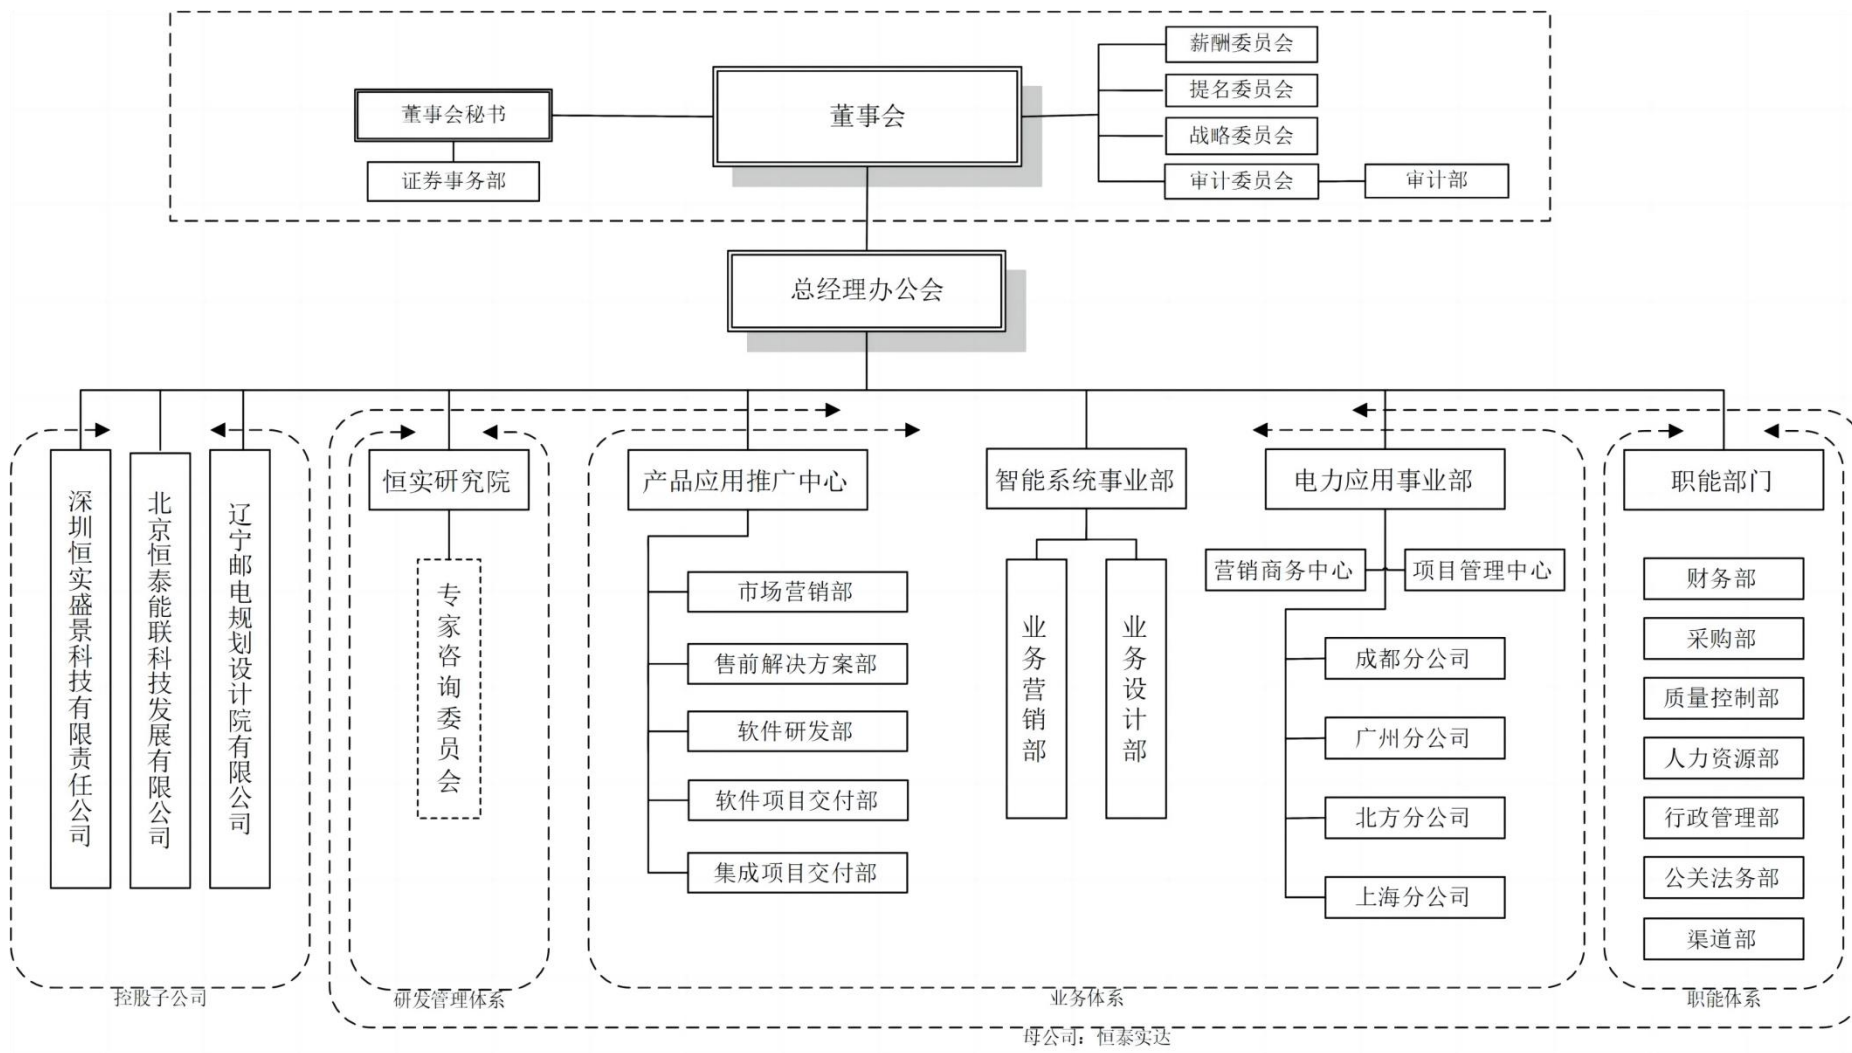 薪酬委员会
提名委员会
董事会秘书
董事会
战略委员会
证券事务部
审计委员会
审计部
总经理办公会
深圳恒实盛景科技有限责任公司
北京恒泰能联科技发展有限公司
辽宁邮电规划设计院有限公司
控股子公司
恒实研究院
专家咨询委员会
研发管理体系
产品应用推广中心
市场营销部
售前解决方案部
软件研发部
软件项目交付部
集成项目交付部
智能系统事业部
业务营销部
业务设计部
电力应用事业部
营销商务中心
项目管理中心
成都分公司
广州分公司
北方分公司
上海分公司
业务体系
职能部门
财务部
采购部
质量控制部
人力资源部
行政管理部
公关法务部
渠道部
职能体系
母公司：恒泰实达